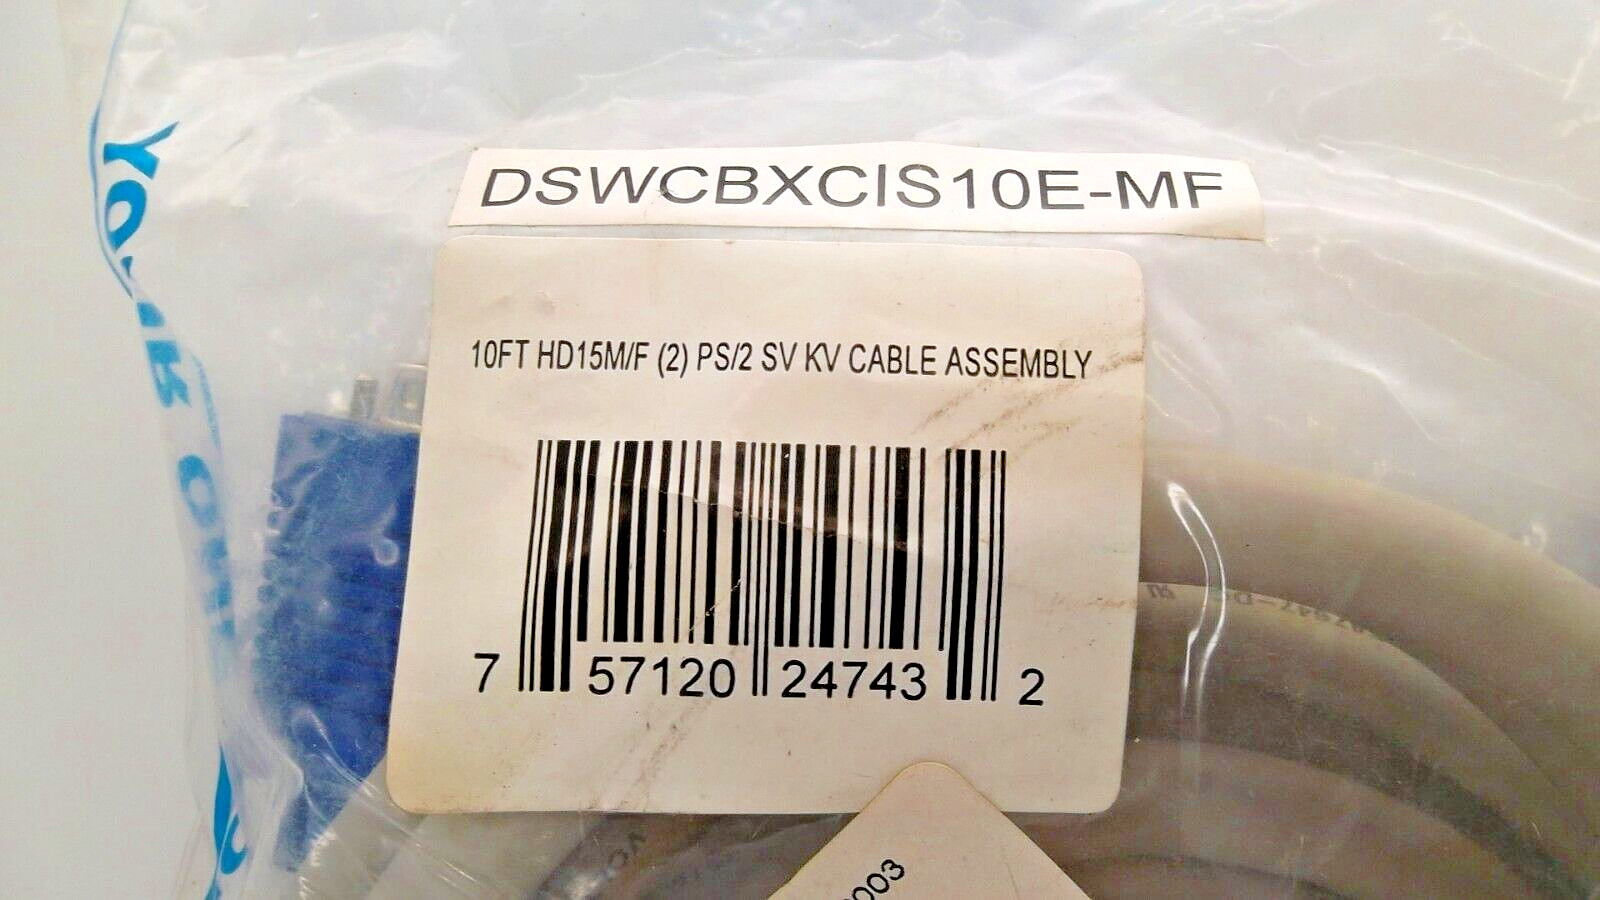 DSWCBXCIS10E-MF
10FT HD15M/F (2) PS/2 SV KV CABLE ASSEMBLY
7 57120 24743 2